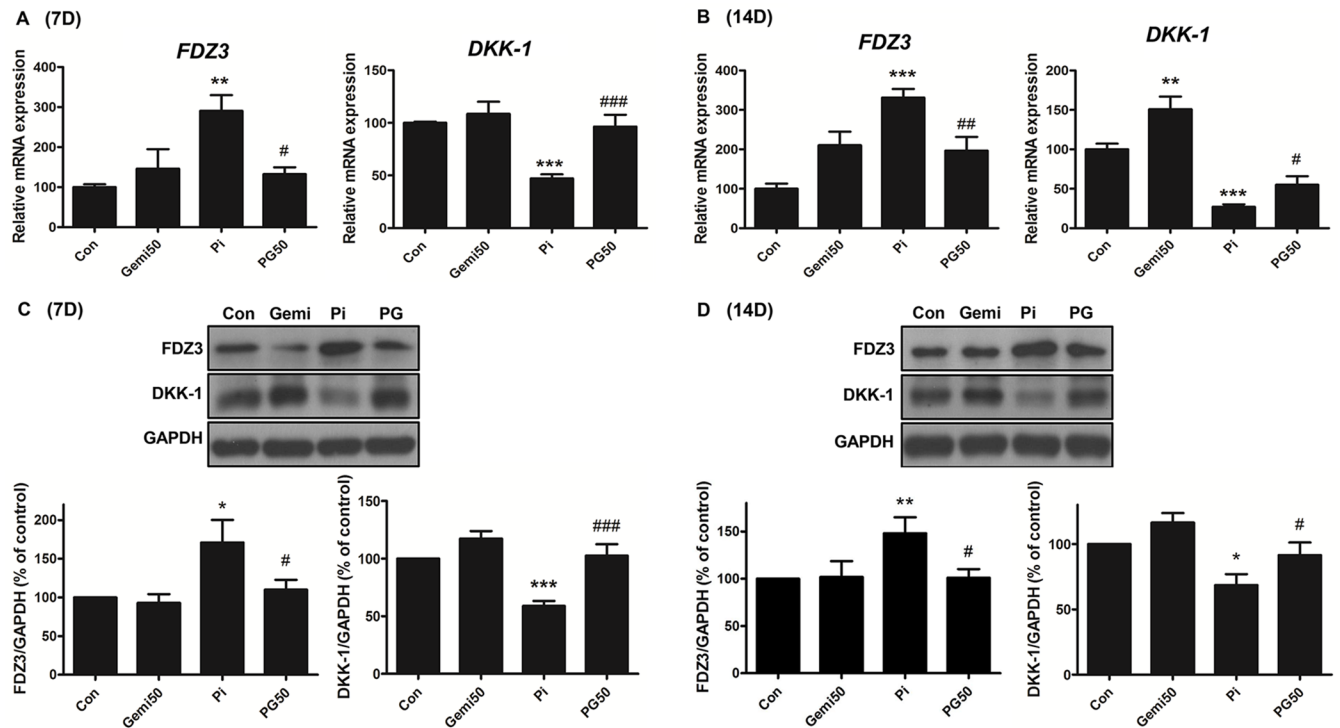 A (7D)
FDZ3
Relative mRNA expression
400
300
200
100
0
**
#
Con
Gemi50
Pi
PG50
DKK-1
Relative mRNA expression
150
100
50
0
***
###
Con
Gemi50
Pi
PG50
B (14D)
FDZ3
Relative mRNA expression
400
300
200
100
0
***
##
Con
Gemi50
Pi
PG50
DKK-1
Relative mRNA expression
200
150
100
50
0
**
***
#
Con
Gemi50
Pi
PG50
C (7D)
Con Gemi Pi PG
FDZ3
DKK-1
GAPDH
FDZ3/GAPDH (% of control)
200
150
100
50
0
*
#
Con
Gemi50
Pi
PG50
DKK-1/GAPDH (% of control)
150
100
50
0
***
###
Con
Gemi50
Pi
PG50
D (14D)
Con Gemi Pi PG
FDZ3
DKK-1
GAPDH
FDZ3/GAPDH (% of control)
150
100
50
0
**
#
Con
Gemi50
Pi
PG50
DKK-1/GAPDH (% of control)
100
50
0
*
#
Con
Gemi50
Pi
PG50